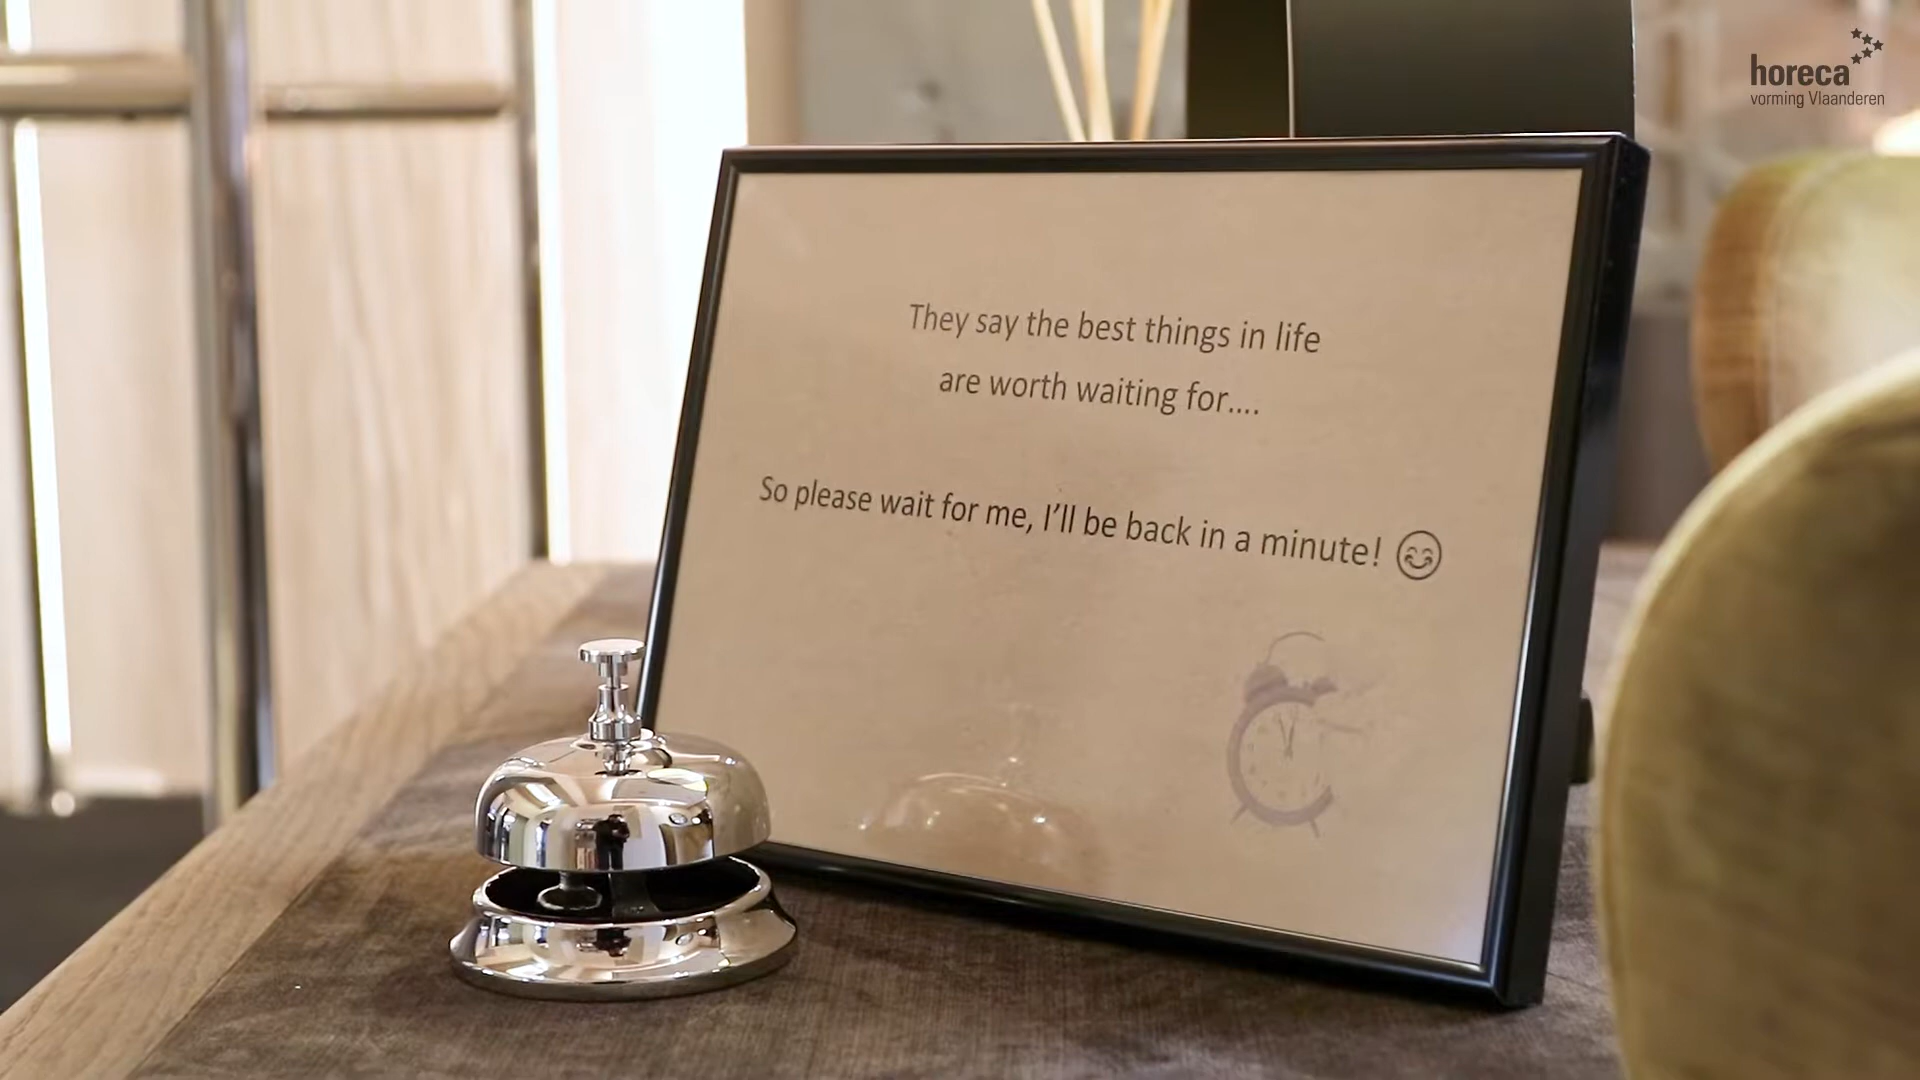 horeca
vorming Vlaanderen
They say the best things in life
are worth waiting for....
So please wait for me, I'll be back in a minute! 😊